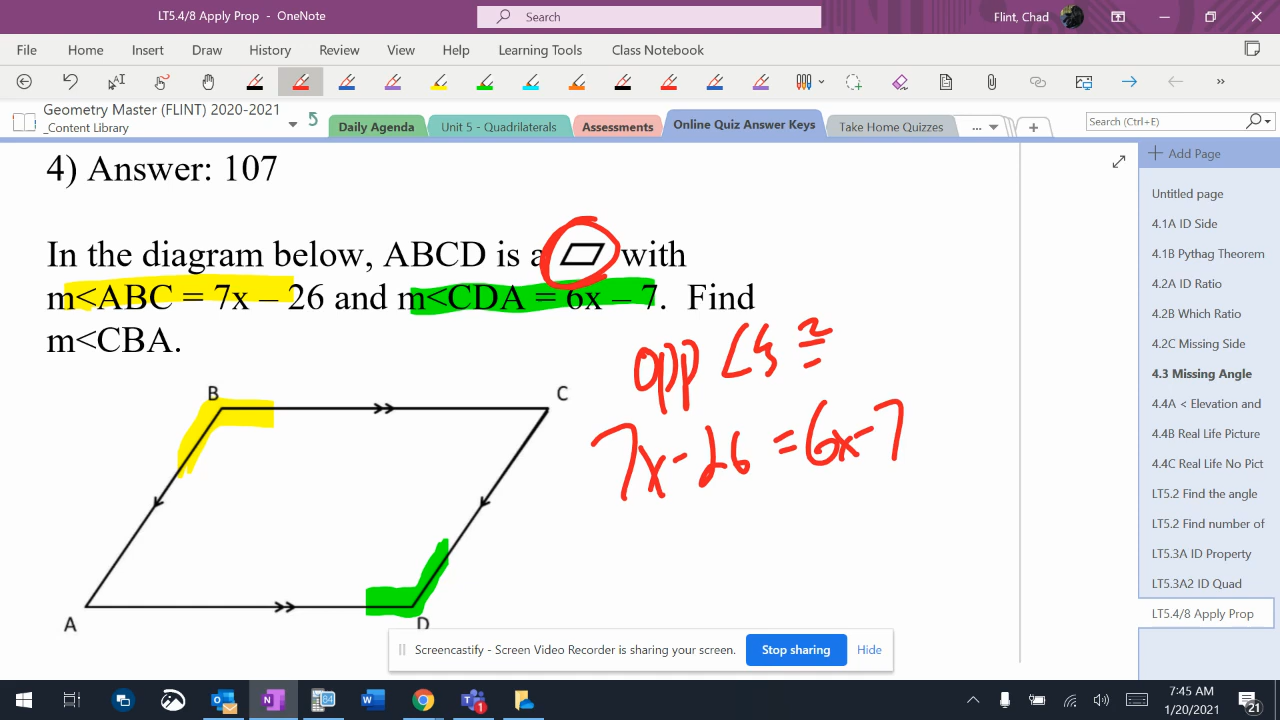 LT5.4/8 Apply Prop - OneNote
Search
Flint, Chad
File Home Insert Draw History Review View Help Learning Tools Class Notebook
Geometry Master (FLINT) 2020-2021
_Content Library
Daily Agenda
Unit 5 - Quadrilaterals
Assessments
Online Quiz Answer Keys
Take Home Quizzes
...
Search (Ctrl+E)
4) Answer: 107
In the diagram below, ABCD is a ▱ with
m<ABC = 7x – 26 and m<CDA = 6x – 7. Find
m<CBA.
opp ∠s ≅
7x-26 = 6x-7
B
C
A
D
Add Page
Untitled page
4.1A ID Side
4.1B Pythag Theorem
4.2A ID Ratio
4.2B Which Ratio
4.2C Missing Side
4.3 Missing Angle
4.4A < Elevation and
4.4B Real Life Picture
4.4C Real Life No Pict
LT5.2 Find the angle
LT5.2 Find number of
LT5.3A ID Property
LT5.3A2 ID Quad
LT5.4/8 Apply Prop
Screencastify - Screen Video Recorder is sharing your screen.
Stop sharing
Hide
84
1
7:45 AM
1/20/2021
21